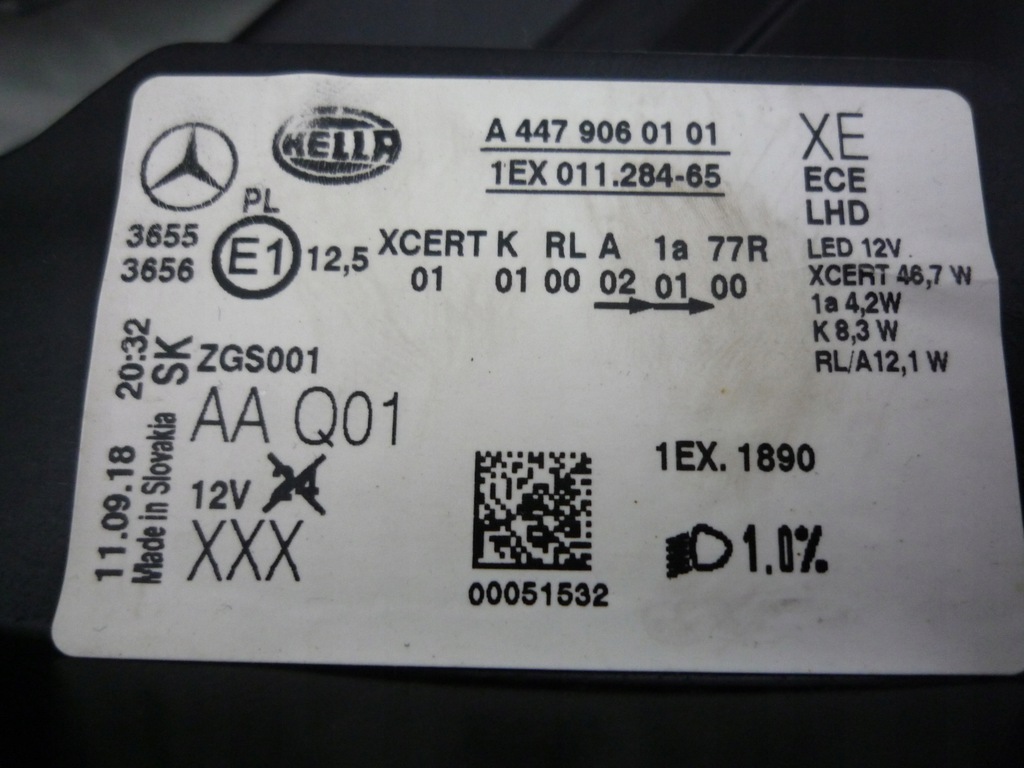 HELLA
A 447 906 01 01
1EX 011.284-65
XE
ECE
LHD
PL
3655
3656
E1
12,5
XCERT K RL A 1a 77R
01 01 00 02 01 00
LED 12V
XCERT 46,7 W
1a 4,2W
K 8,3 W
RL/A12,1 W
11.09.18 20:32
Made in Slovakia SK
ZGS001
AA Q01
12V 24
XXX
00051532
1EX. 1890
1.0%